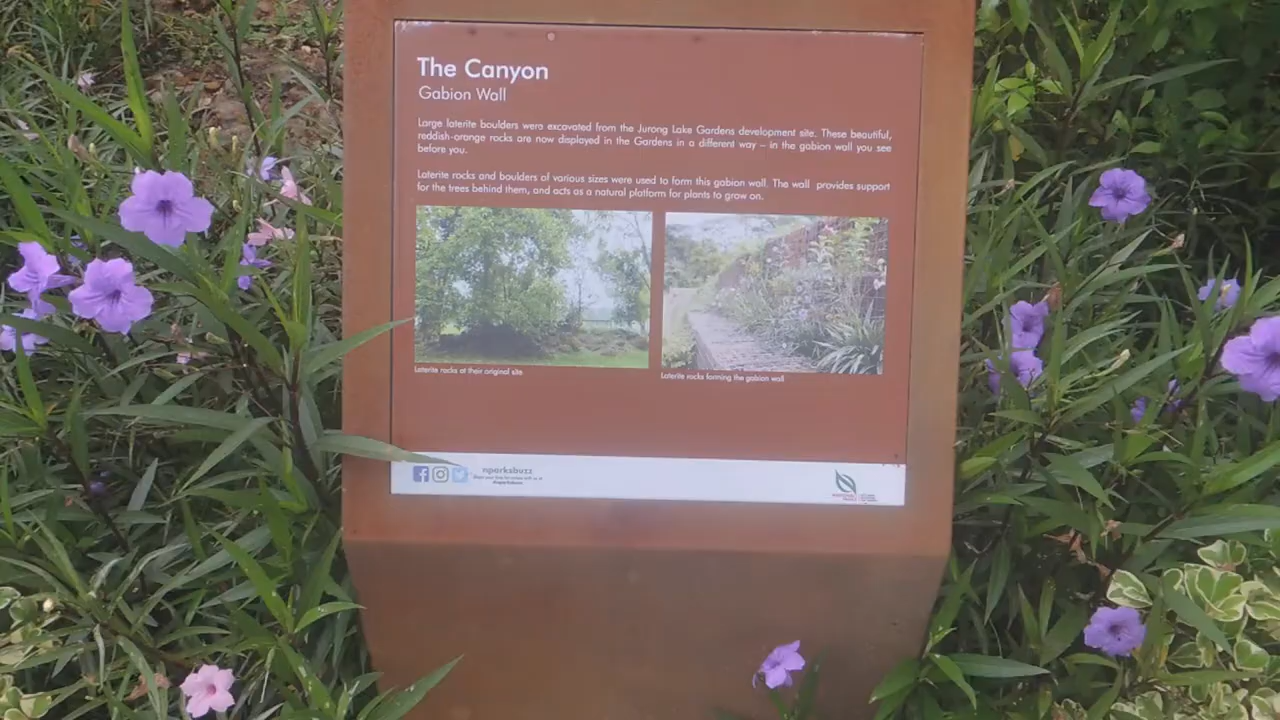 The Canyon
Gabion Wall
Large laterite boulders were excavated from the Jurong Lake Gardens development site. These beautiful,
reddish-orange rocks are now displayed in the Gardens in a different way – in the gabion wall you see
before you.
Laterite rocks and boulders of various sizes were used to form this gabion wall. The wall provides support
for the trees behind them, and acts as a natural platform for plants to grow on.
Laterite rocks at their original site
Laterite rocks forming the gabion wall
nparksbuzz